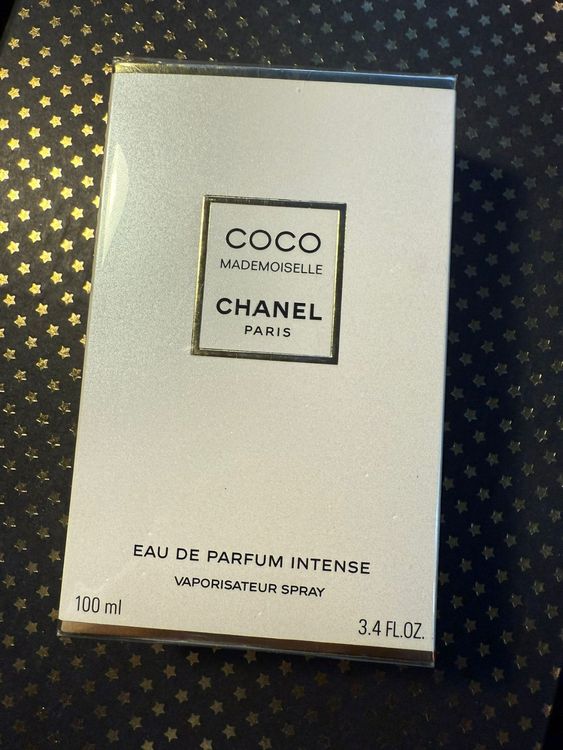 COCO
MADEMOISELLE
CHANEL
PARIS
EAU DE PARFUM INTENSE
VAPORISATEUR SPRAY
100 ml
3.4 FL.OZ.